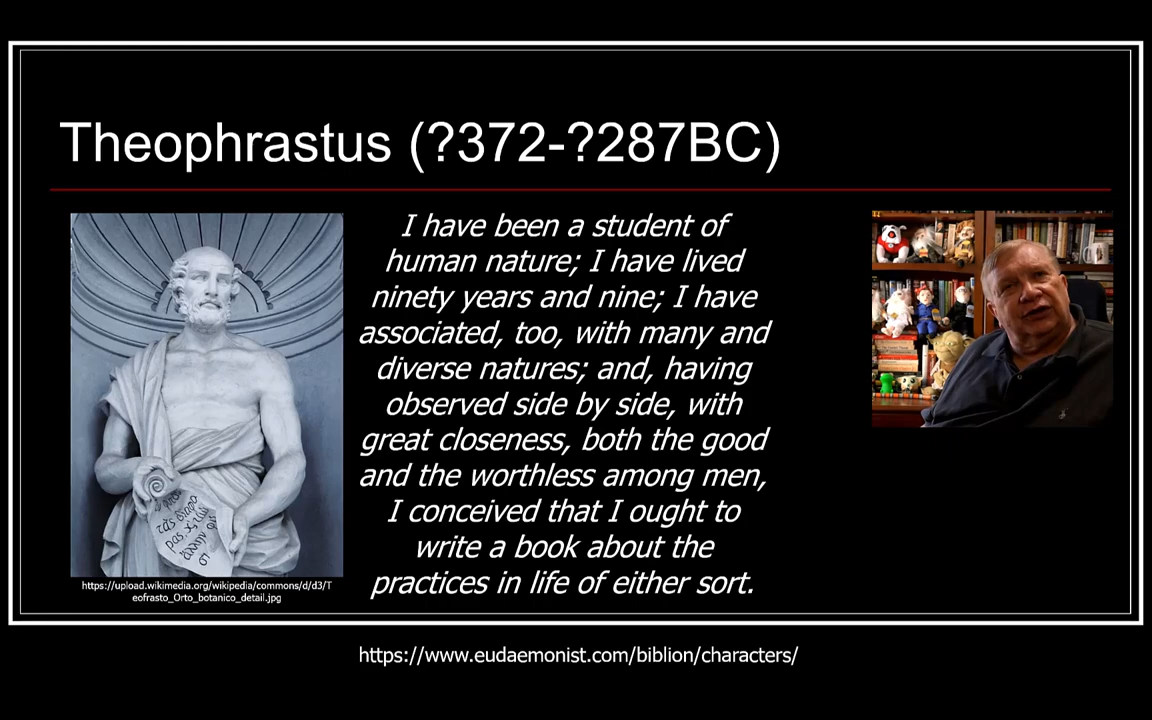 Theophrastus (?372-?287BC)
I have been a student of
human nature; I have lived
ninety years and nine; I have
associated, too, with many and
diverse natures; and, having
observed side by side, with
great closeness, both the good
and the worthless among men,
I conceived that I ought to
write a book about the
practices in life of either sort.
https://upload.wikimedia.org/wikipedia/commons/d/d3/T
eofrasto_Orto_botanico_detail.jpg
https://www.eudaemonist.com/biblion/characters/